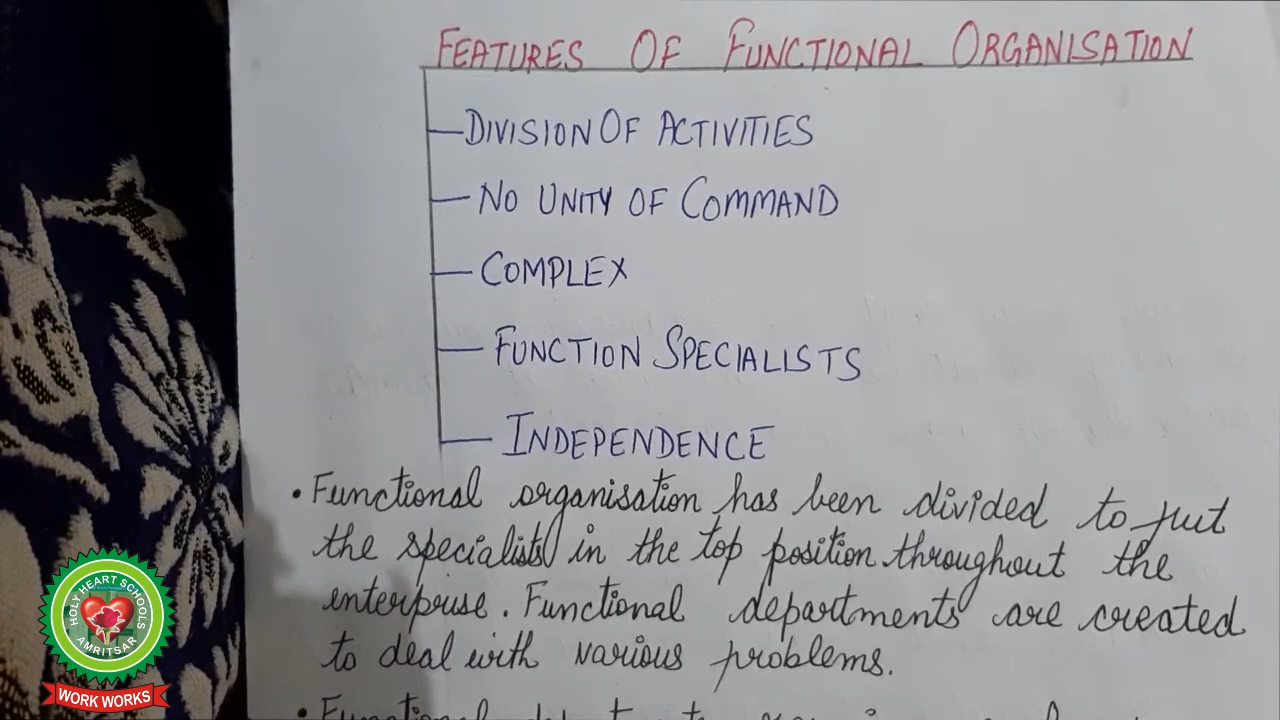 FEATURES OF FUNCTIONAL ORGANISATION
DIVISION OF ACTIVITIES
NO UNITY OF COMMAND
COMPLEX
FUNCTION SPECIALISTS
INDEPENDENCE
• Functional organisation has been divided to put
the specialists in the top position throughout the
enterprise. Functional departments are created
to deal with various problems.
• Functional
HOLY HEART SCHOOLS
AMRITSAR
WORK WORKS